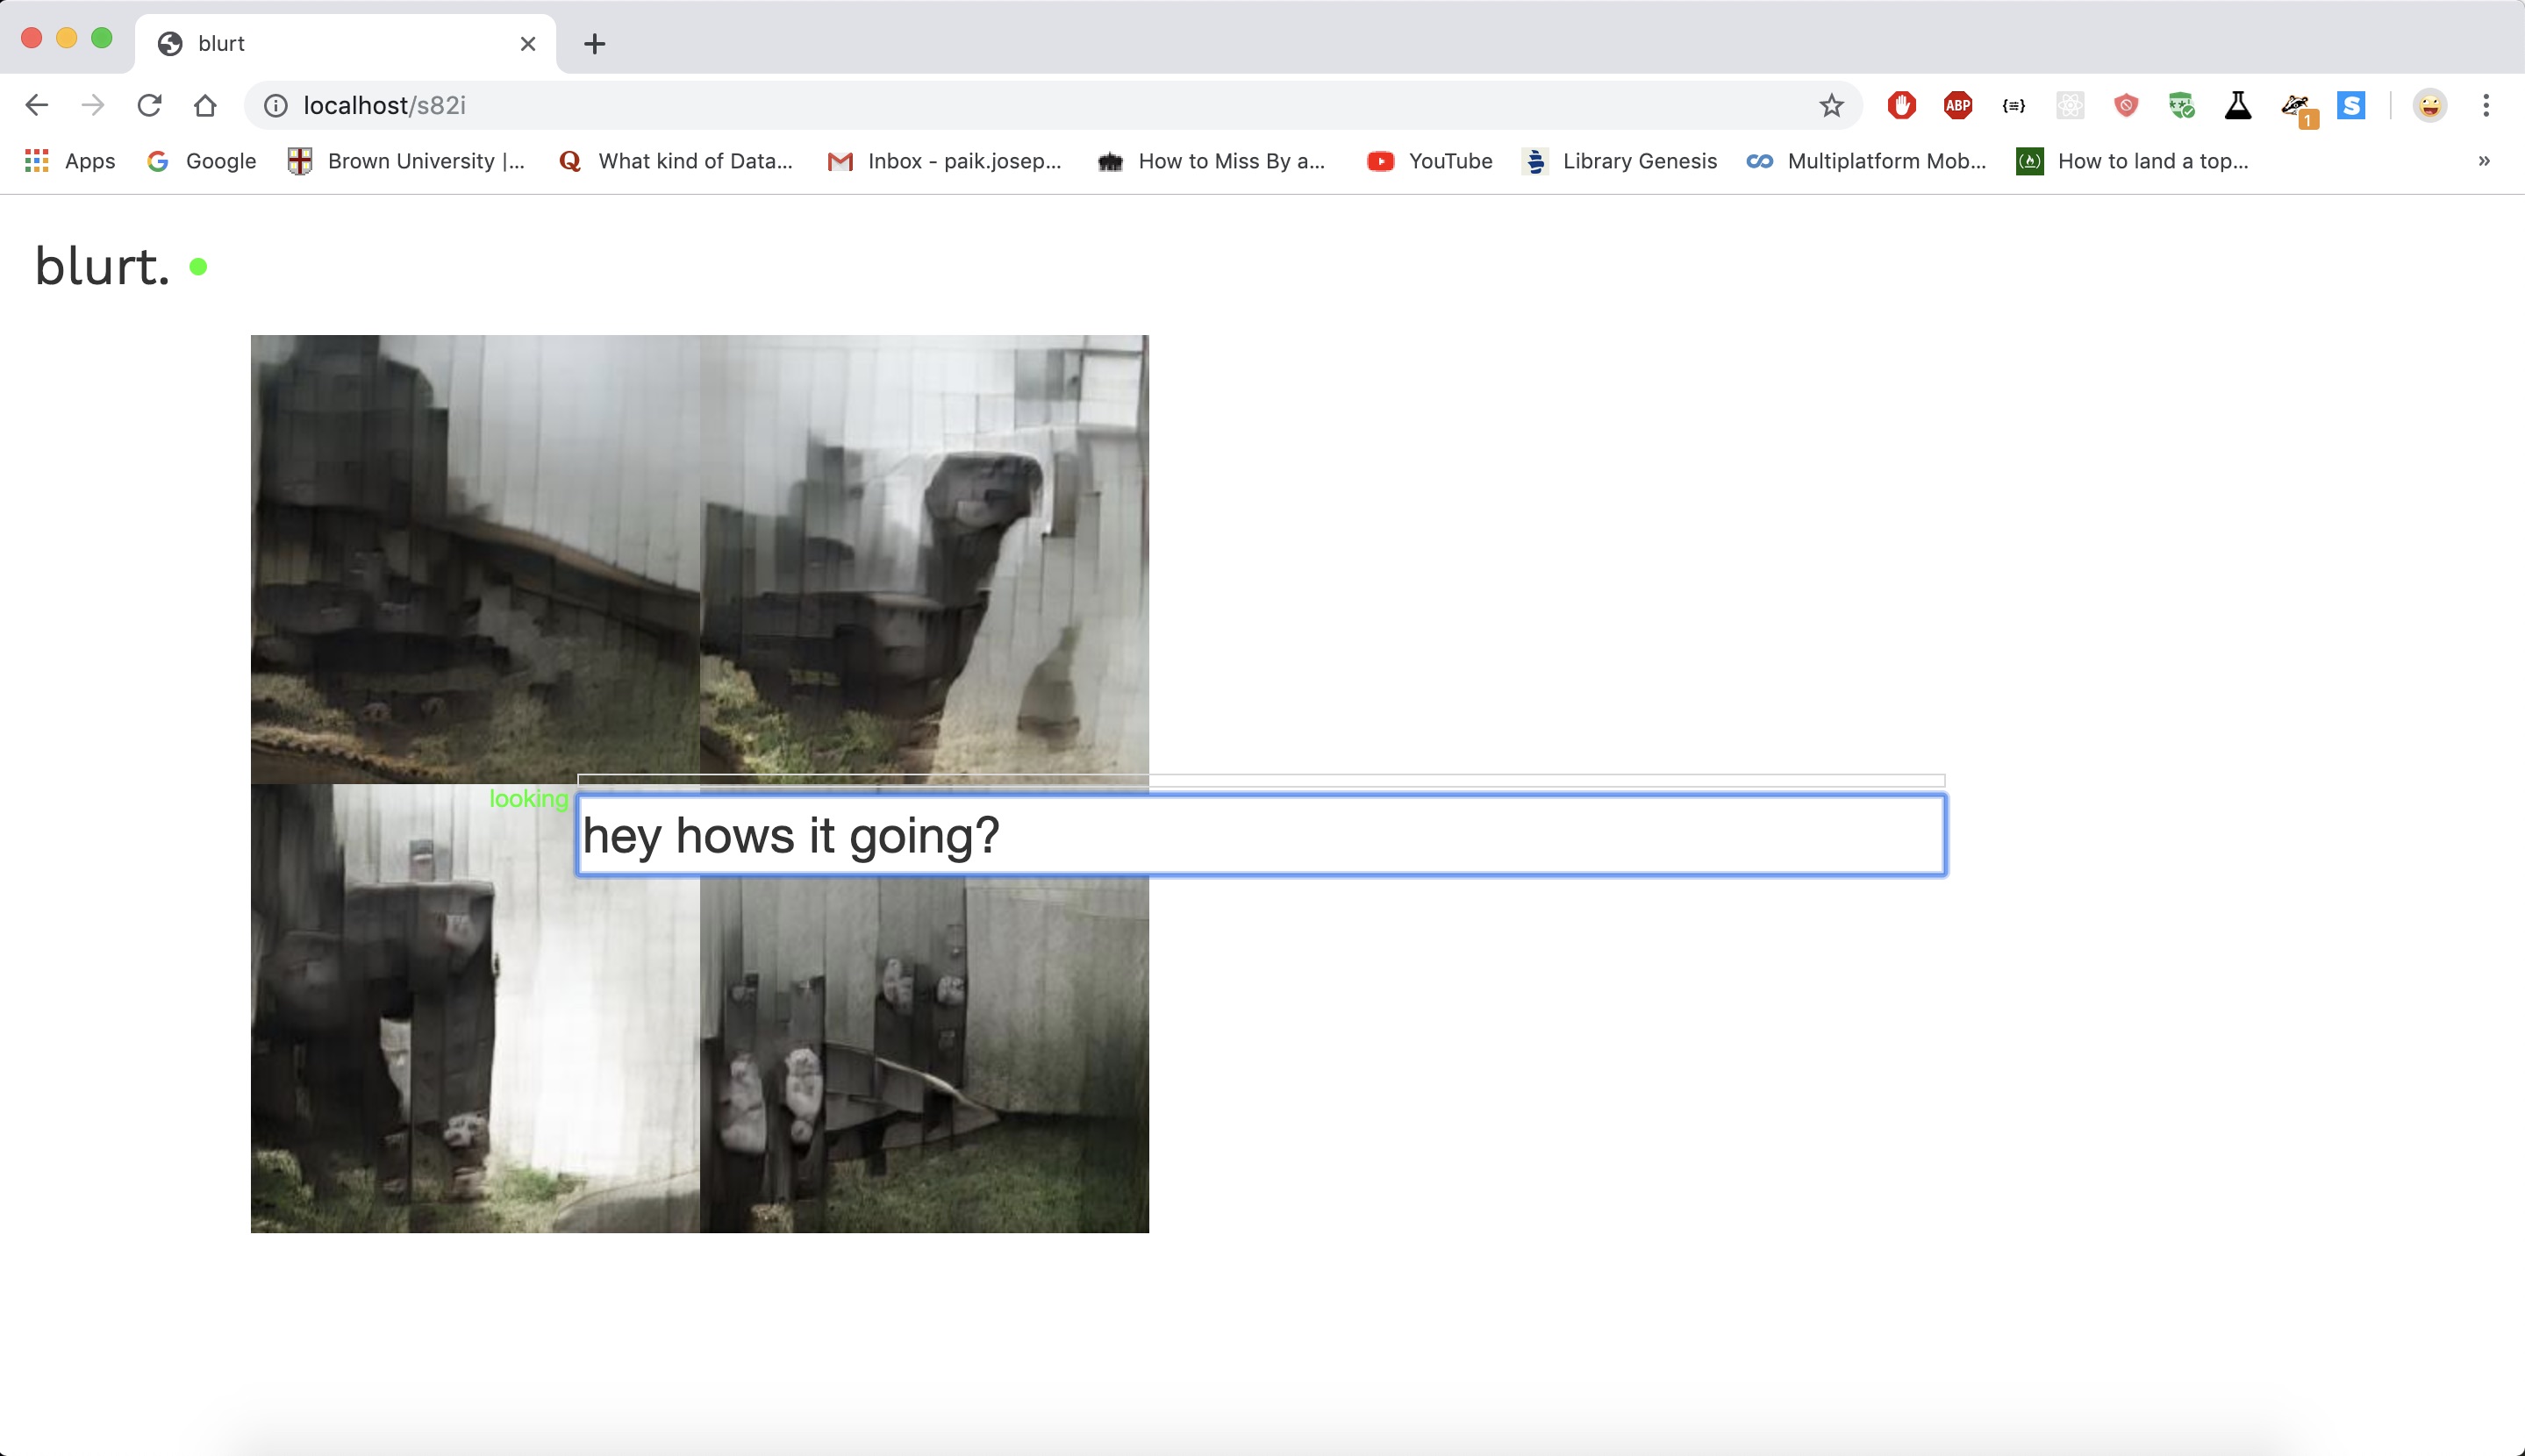 blurt
localhost/s82i
Apps
Google
Brown University |...
What kind of Data...
Inbox - paik.josep...
How to Miss By a...
YouTube
Library Genesis
Multiplatform Mob...
How to land a top...
»
ABP
{≡}
1
S
blurt.
looking
hey hows it going?